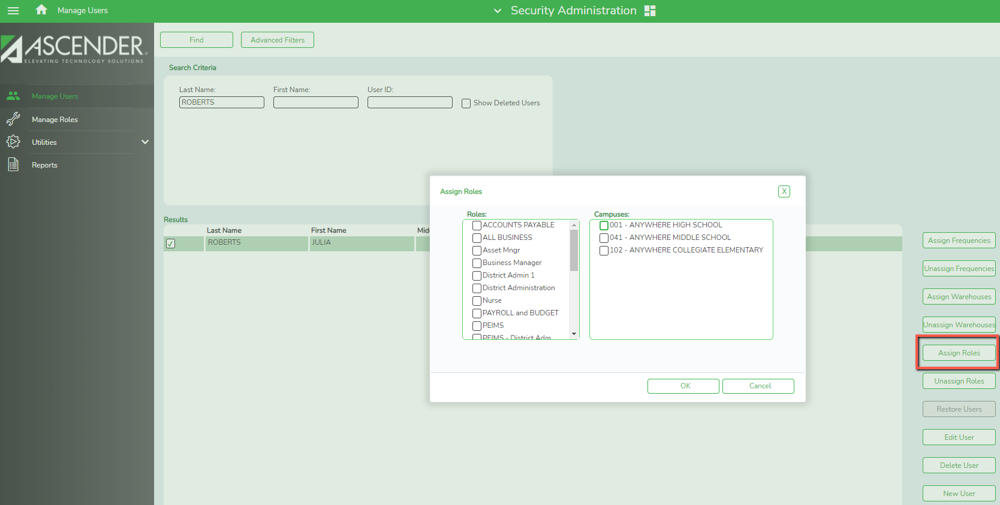 Manage Users
Security Administration
ASCENDER
ELEVATING TECHNOLOGY SOLUTIONS
Manage Users
Manage Roles
Utilities
Reports
Find
Advanced Filters
Search Criteria
Last Name:
First Name:
User ID:
ROBERTS
Show Deleted Users
Results
Last Name
First Name
Mid
ROBERTS
JULIA
Assign Roles
X
Roles:
ACCOUNTS PAYABLE
ALL BUSINESS
Asset Mngr
Business Manager
District Admin 1
District Administration
Nurse
PAYROLL and BUDGET
PEIMS
PEIMS - District Adm
Campuses:
001 - ANYWHERE HIGH SCHOOL
041 - ANYWHERE MIDDLE SCHOOL
102 - ANYWHERE COLLEGIATE ELEMENTARY
OK
Cancel
Assign Frequencies
Unassign Frequencies
Assign Warehouses
Unassign Warehouses
Assign Roles
Unassign Roles
Restore Users
Edit User
Delete User
New User